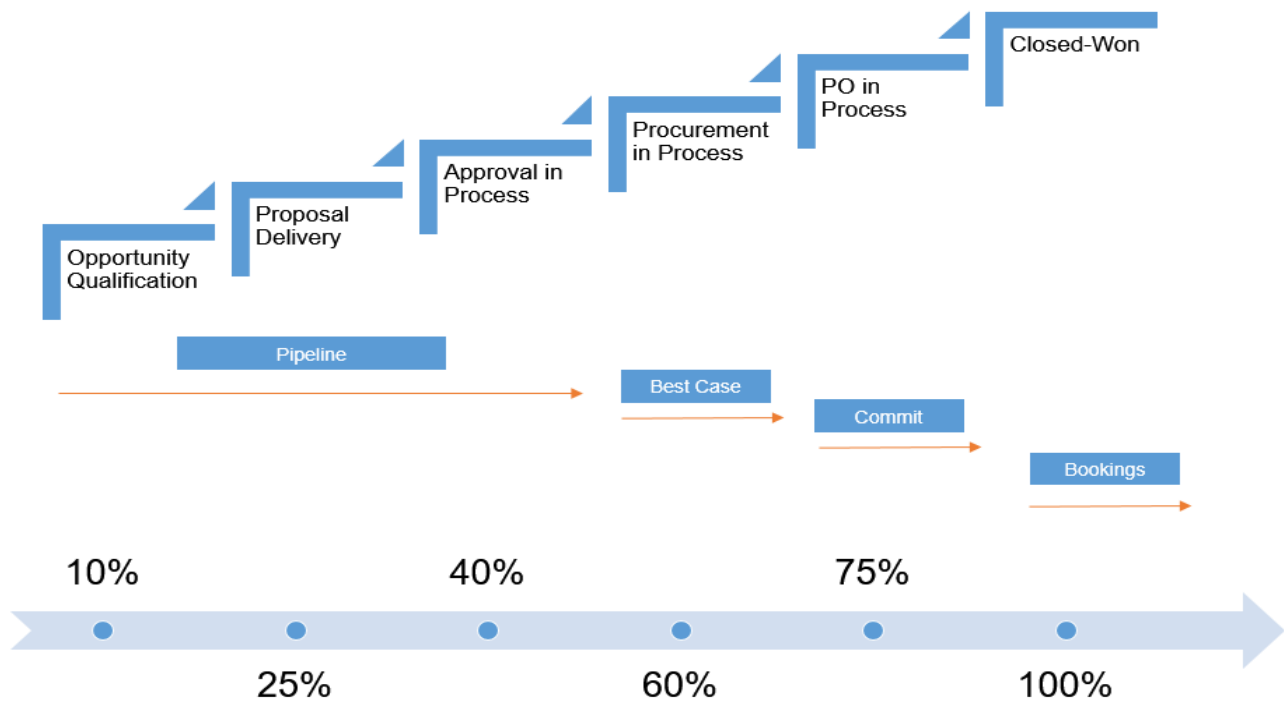 Closed-Won
PO in
Process
Procurement
in Process
Approval in
Process
Proposal
Delivery
Opportunity
Qualification
Pipeline
Best Case
Commit
Bookings
10%
40%
75%
25%
60%
100%